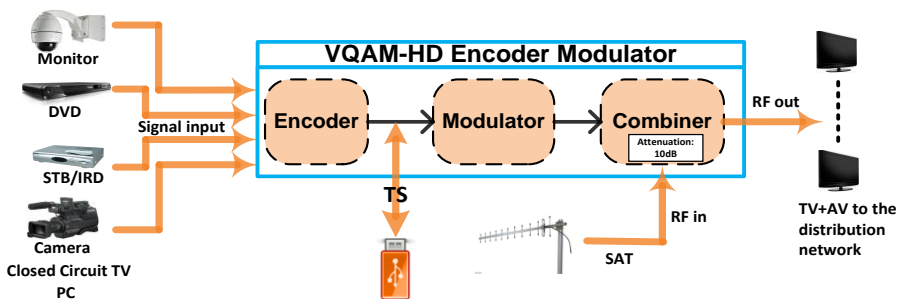 VQAM-HD Encoder Modulator
Monitor
DVD
Signal input
STB/IRD
Camera
Closed Circuit TV
PC
Encoder
Modulator
Combiner
Attenuation:
10dB
TS
RF in
SAT
RF out
TV+AV to the
distribution
network